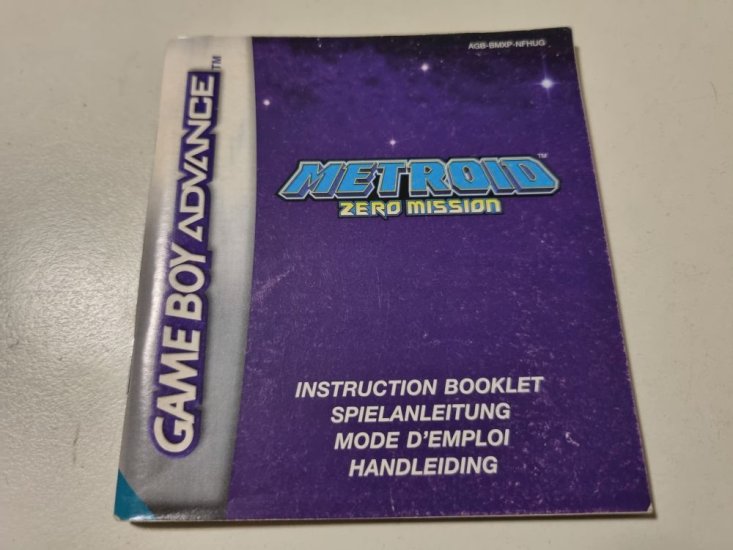 AGB-BMXP-NFHUG
GAME BOY ADVANCE™
METROID™
ZERO MISSION
INSTRUCTION BOOKLET
SPIELANLEITUNG
MODE D'EMPLOI
HANDLEIDING